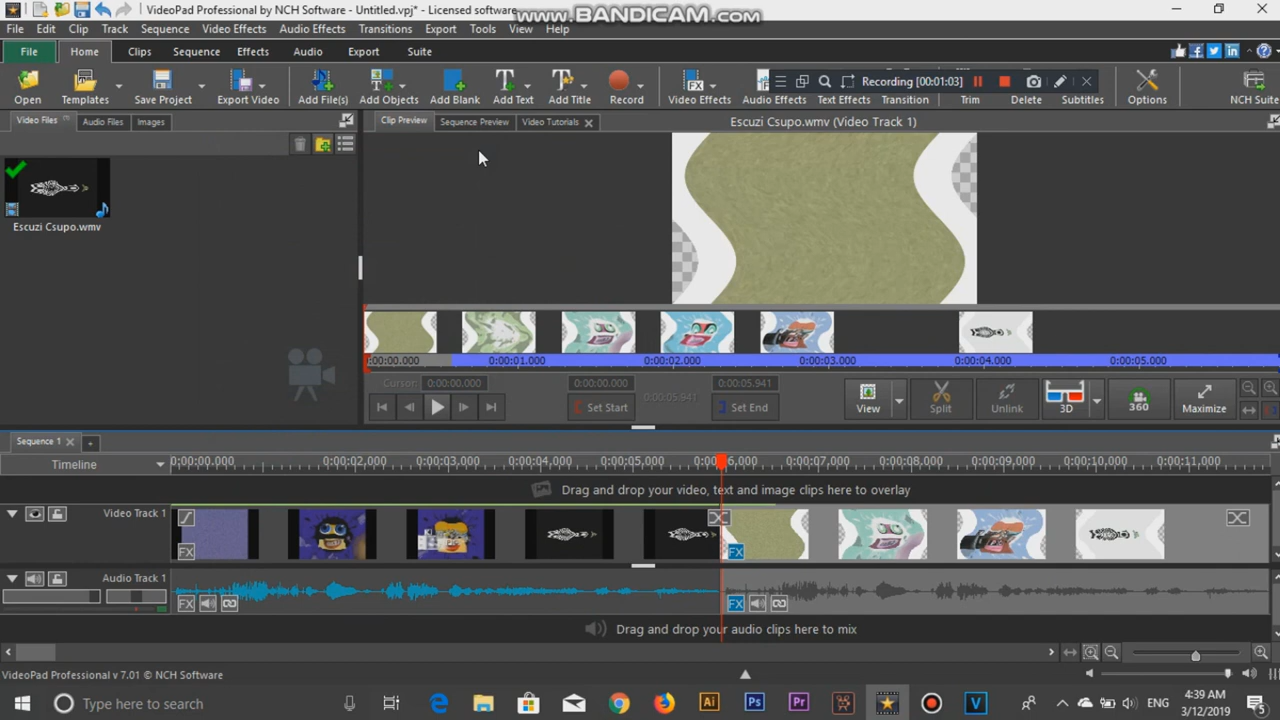 VideoPad Professional by NCH Software - Untitled.vpj* - Licensed software
www.BANDICAM.com
File Edit Clip Track Sequence Video Effects Audio Effects Transitions Export Tools View Help
File Home Clips Sequence Effects Audio Export Suite
Recording [00:01:03]
Open Templates Save Project Export Video Add File(s) Add Objects Add Blank Add Text Add Title Record Video Effects Audio Effects Text Effects Transition Trim Delete Subtitles Options NCH Suite
Video Files Audio Files Images
Clip Preview Sequence Preview Video Tutorials
Escuzi Csupo.wmv (Video Track 1)
Escuzi Csupo.wmv
0:00:00.000 0:00:01.000 0:00:02.000 0:00:03.000 0:00:04.000 0:00:05.000
Cursor: 0:00:00.000
0:00:00.000
0:00:05.941
0:00:05.941
Set Start
Set End
View Split Unlink 3D 360 Maximize
Sequence 1
Timeline
0;00:00,000 0:00:02,000 0:00:03,000 0:00:04,000 0:00:05,000 0:00:06,000 0:00:07,000 0:00:08,000 0:00:09,000 0:00:10,000 0:00:11,000
Drag and drop your video, text and image clips here to overlay
Video Track 1
FX FX
Audio Track 1
FX FX
Drag and drop your audio clips here to mix
VideoPad Professional v 7.01 © NCH Software
Type here to search
Ai Ps Pr V
ENG
4:39 AM
3/12/2019
5